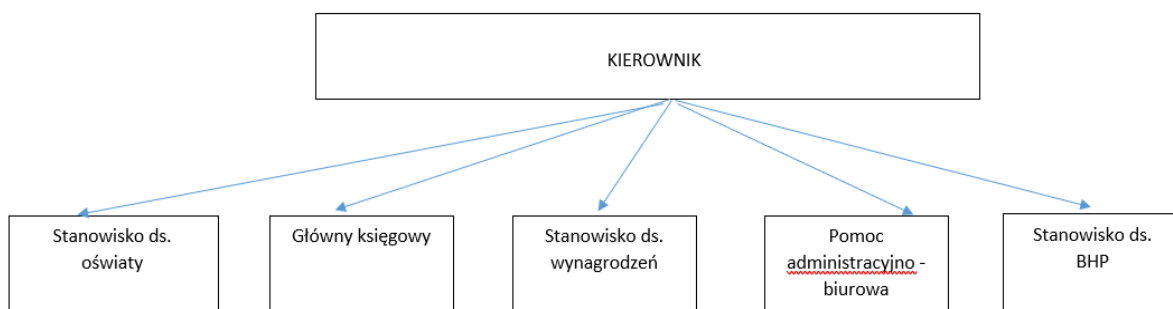 KIEROWNIK
Stanowisko ds.
oświaty
Główny księgowy
Stanowisko ds.
wynagrodzeń
Pomoc
administracyjno -
biurowa
Stanowisko ds.
BHP